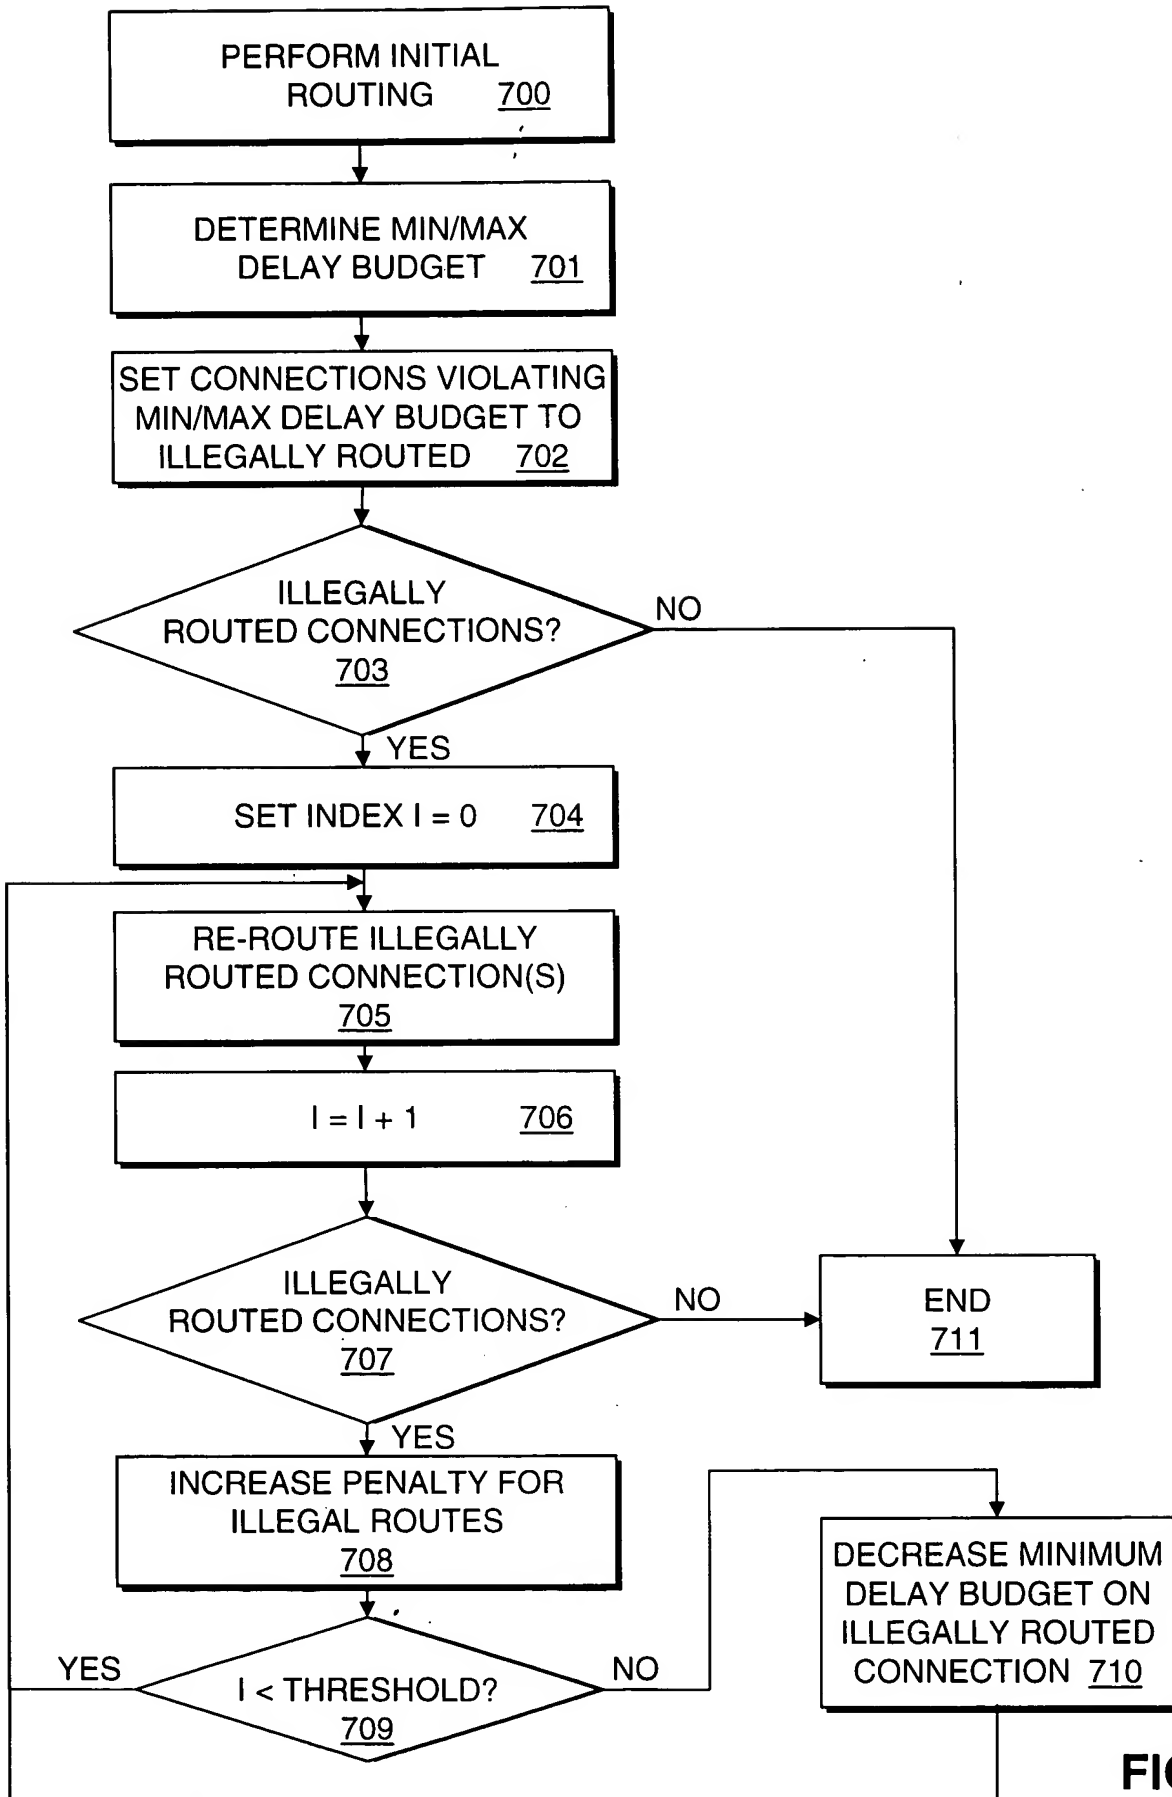 PERFORM INITIAL
ROUTING 700
DETERMINE MIN/MAX
DELAY BUDGET 701
SET CONNECTIONS VIOLATING
MIN/MAX DELAY BUDGET TO
ILLEGALLY ROUTED 702
ILLEGALLY
ROUTED CONNECTIONS?
703
NO
YES
SET INDEX I = 0 704
RE-ROUTE ILLEGALLY
ROUTED CONNECTION(S)
705
I = I + 1 706
ILLEGALLY
ROUTED CONNECTIONS?
707
NO
END
711
YES
INCREASE PENALTY FOR
ILLEGAL ROUTES
708
DECREASE MINIMUM
DELAY BUDGET ON
ILLEGALLY ROUTED
CONNECTION 710
YES
I < THRESHOLD?
709
NO